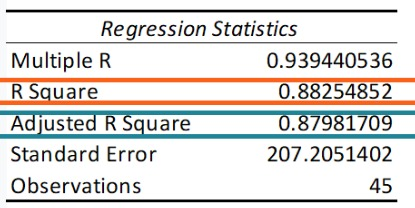 Regression Statistics
Multiple R 0.939440536
R Square 0.88254852
Adjusted R Square 0.87981709
Standard Error 207.2051402
Observations 45